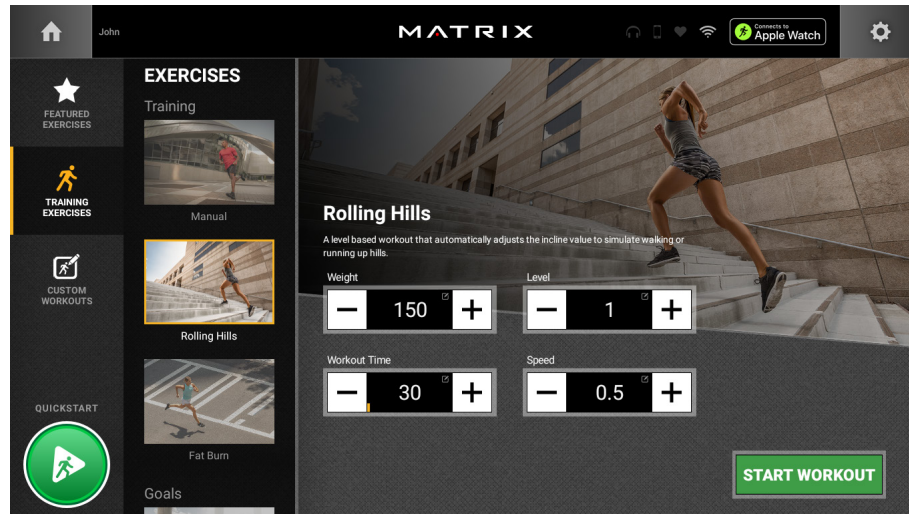 John
MATRIX
Connects to
Apple Watch
FEATURED
EXERCISES
TRAINING
EXERCISES
CUSTOM
WORKOUTS
QUICKSTART
EXERCISES
Training
Manual
Rolling Hills
Fat Burn
Goals
Rolling Hills
A level based workout that automatically adjusts the incline value to simulate walking or
running up hills.
Weight
150
Level
1
Workout Time
30
Speed
0.5
START WORKOUT